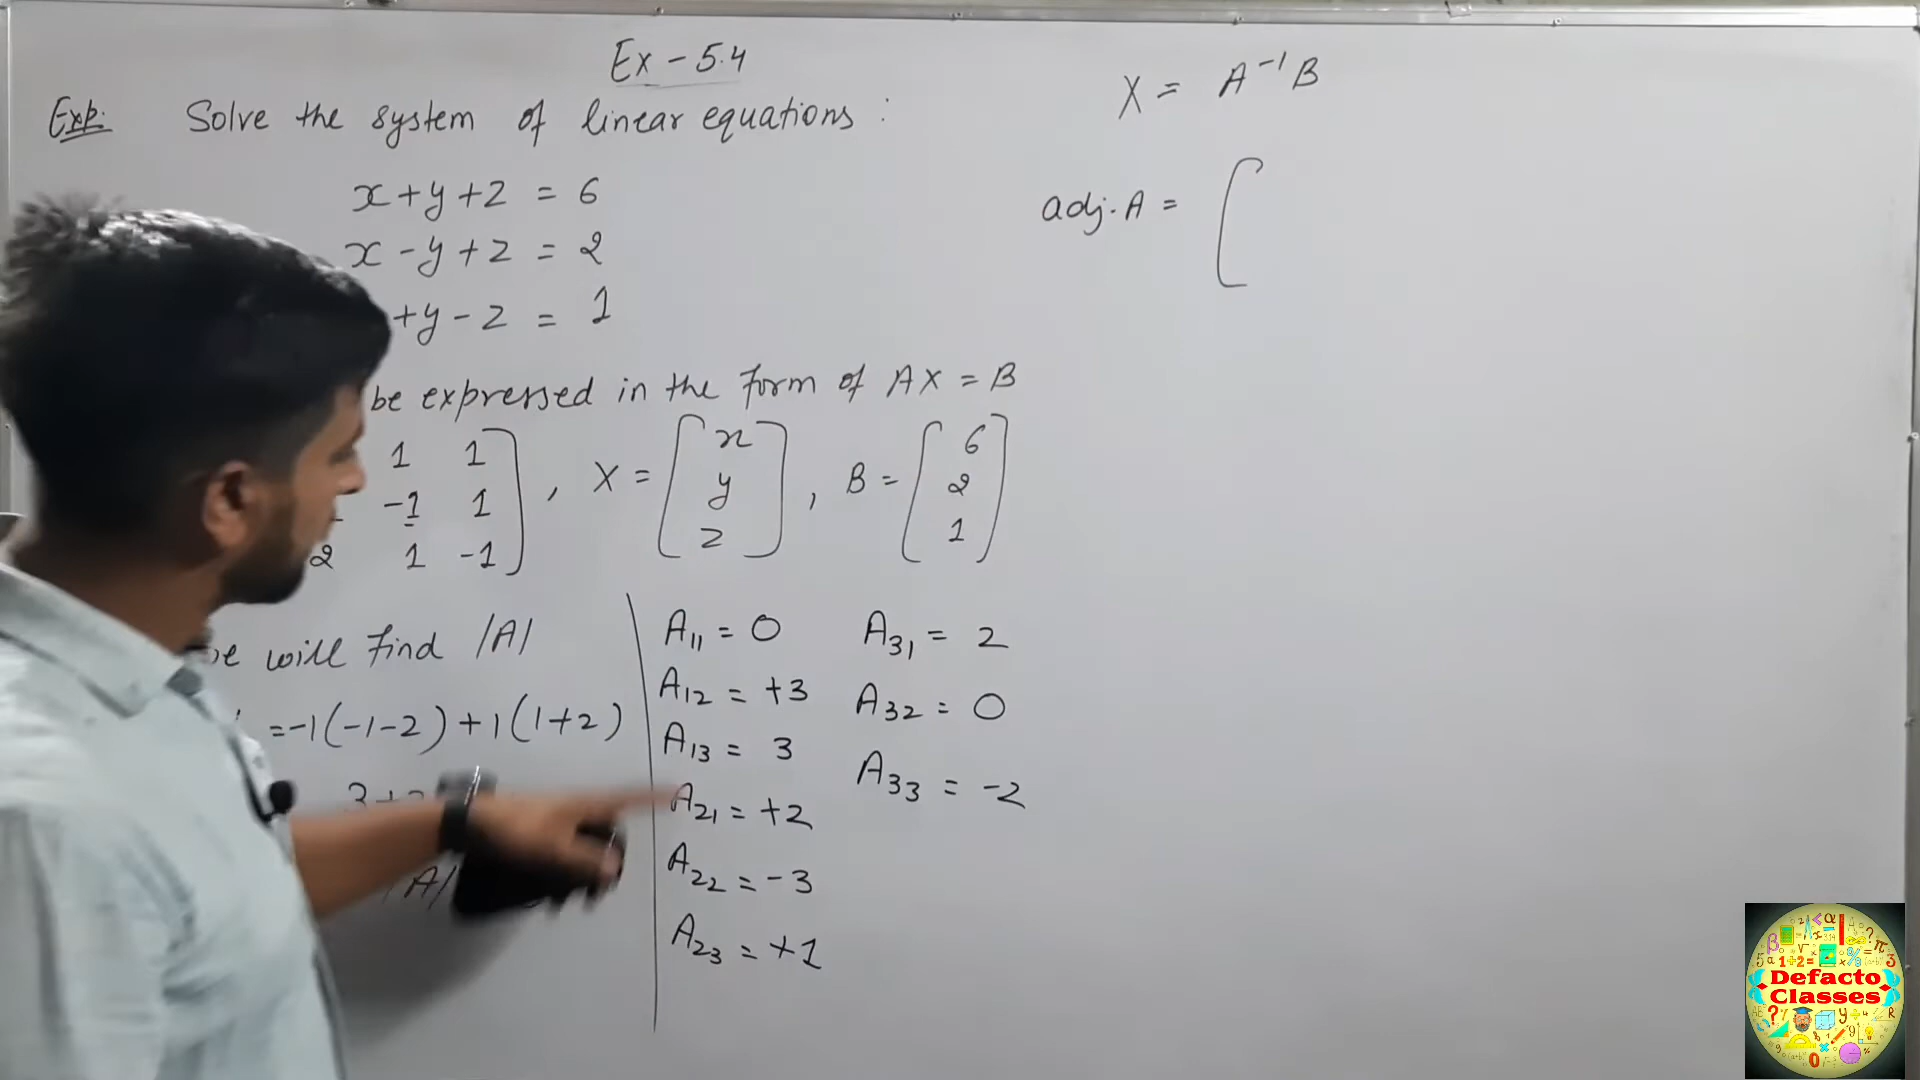 Ex - 5.4
Exp. Solve the system of linear equations :
x + y + z = 6
x - y + z = 2
+ y - z = 1
be expressed in the form of AX = B
1 1
-1 1 , X = [ x y z ] , B = [ 6 2 1 ]
2 1 -1
we will find |A|
= -1(-1-2) + 1(1+2)
3 +
|A|
A11 = 0
A12 = +3
A13 = 3
A21 = +2
A22 = -3
A23 = +1
A31 = 2
A32 = 0
A33 = -2
X = A⁻¹B
adj. A = [
Defacto
Classes